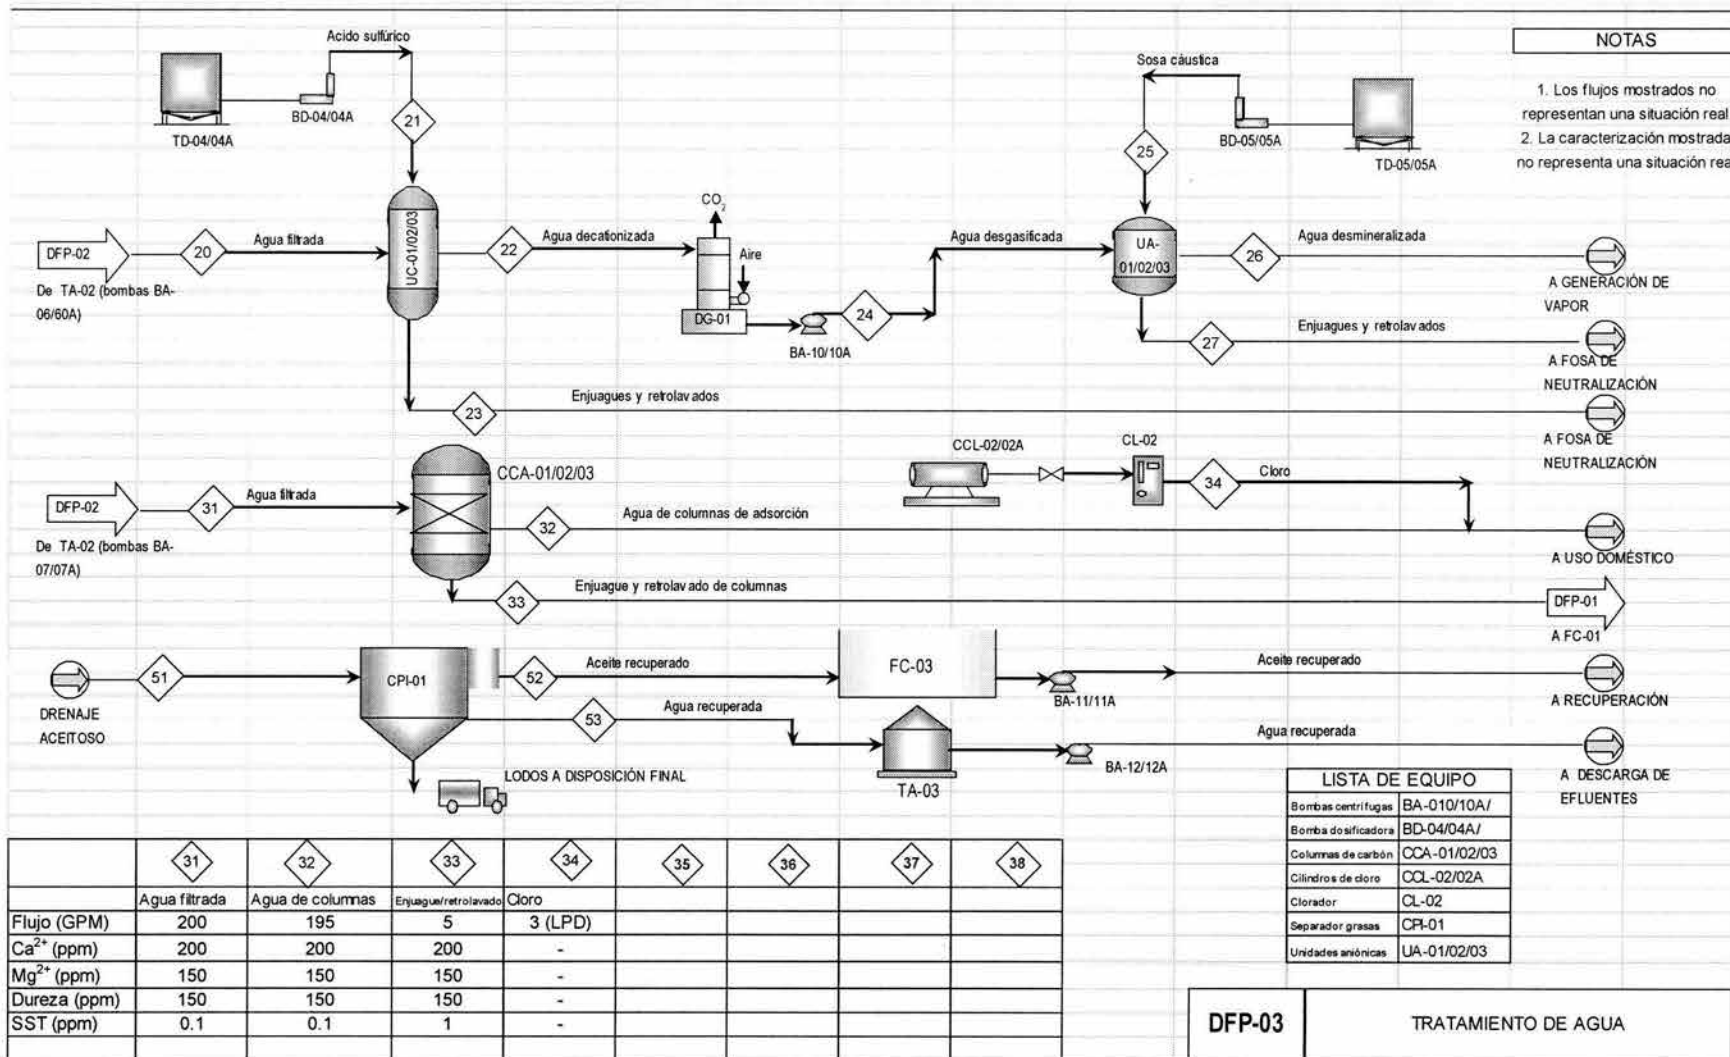 Acido sulfúrico
NOTAS
Sosa cáustica
1. Los flujos mostrados no
representan una situación real
2. La caracterización mostrada
no representa una situación
BD-04/04A
21
TD-04/04A
25
BD-05/05A
TD-05/05A
CO2
DFP-02
20
Agua filtrada
UC-01/02/03
22
Agua decationizada
Aire
Agua desgasificada
UA-
01/02/03
26
Agua desmineralizada
De TA-02 (bombas BA-
06/60A)
DG-01
24
BA-10/10A
A GENERACIÓN DE
VAPOR
27
Enjuagues y retrolavados
A FOSA DE
NEUTRALIZACIÓN
23
Enjuagues y retrolavados
A FOSA DE
NEUTRALIZACIÓN
CCL-02/02A
CL-02
CCA-01/02/03
34
Cloro
DFP-02
31
Agua filtrada
32
Agua de columnas de adsorción
De TA-02 (bombas BA-
07/07A)
A USO DOMÉSTICO
33
Enjuague y retrolavado de columnas
DFP-01
A FC-01
51
CPI-01
52
Aceite recuperado
FC-03
Aceite recuperado
BA-11/11A
A RECUPERACIÓN
DRENAJE
ACEITOSO
53
Agua recuperada
Agua recuperada
BA-12/12A
TA-03
A DESCARGA DE
EFLUENTES
LODOS A DISPOSICIÓN FINAL
LISTA DE EQUIPO
Bombas centrífugas BA-010/10A/
Bomba dosificadora BD-04/04A/
Columnas de carbón CCA-01/02/03
Cilindros de cloro CCL-02/02A
Clorador CL-02
Separador grasas CPI-01
Unidades aniónicas UA-01/02/03
31 32 33 34 35 36 37 38
Agua filtrada Agua de columnas Enjuague/retrolavado Cloro
Flujo (GPM) 200 195 5 3 (LPD)
Ca2+ (ppm) 200 200 200 -
Mg2+ (ppm) 150 150 150 -
Dureza (ppm) 150 150 150 -
SST (ppm) 0.1 0.1 1 -
DFP-03 TRATAMIENTO DE AGUA